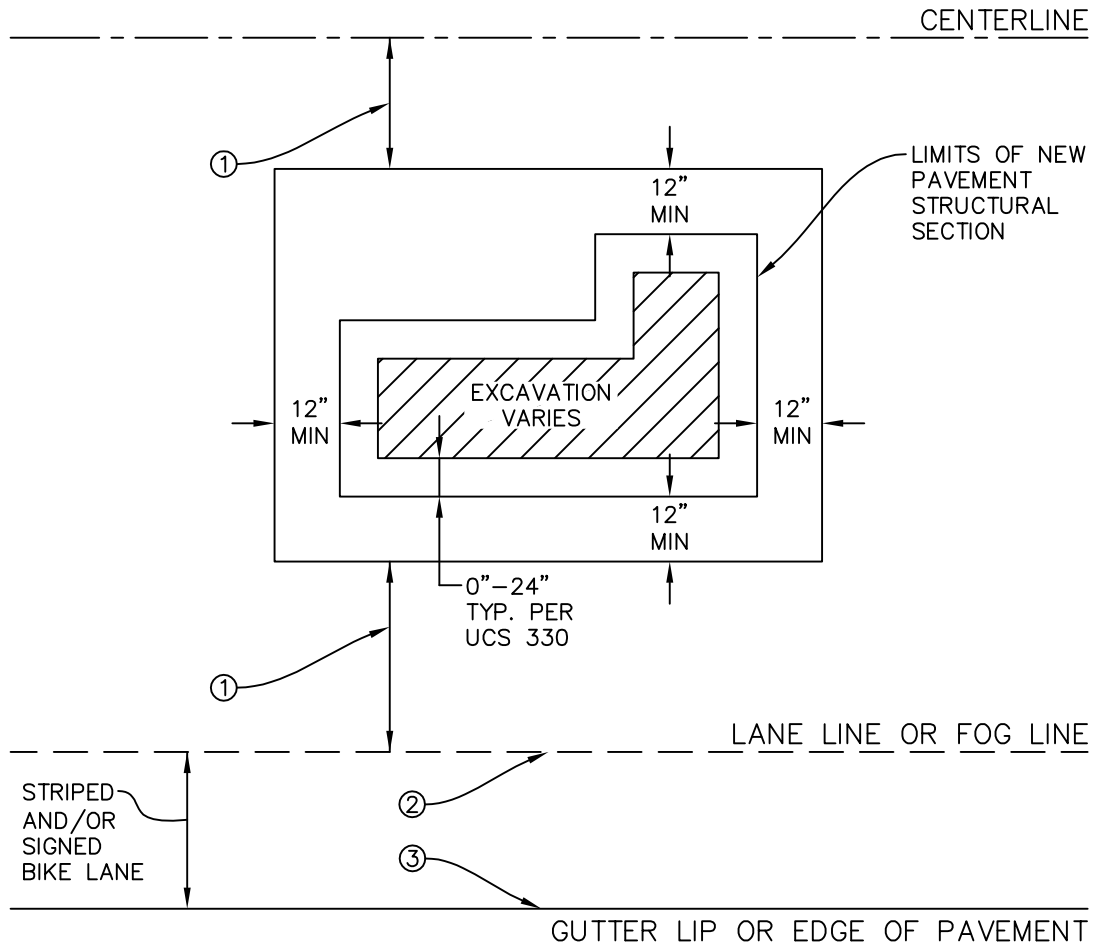 CENTERLINE
①
12”
MIN
LIMITS OF NEW
PAVEMENT
STRUCTURAL
SECTION
EXCAVATION
VARIES
12”
MIN
12”
MIN
12”
MIN
0”–24”
TYP. PER
UCS 330
①
LANE LINE OR FOG LINE
STRIPED
AND/OR
SIGNED
BIKE LANE
②
③
GUTTER LIP OR EDGE OF PAVEMENT